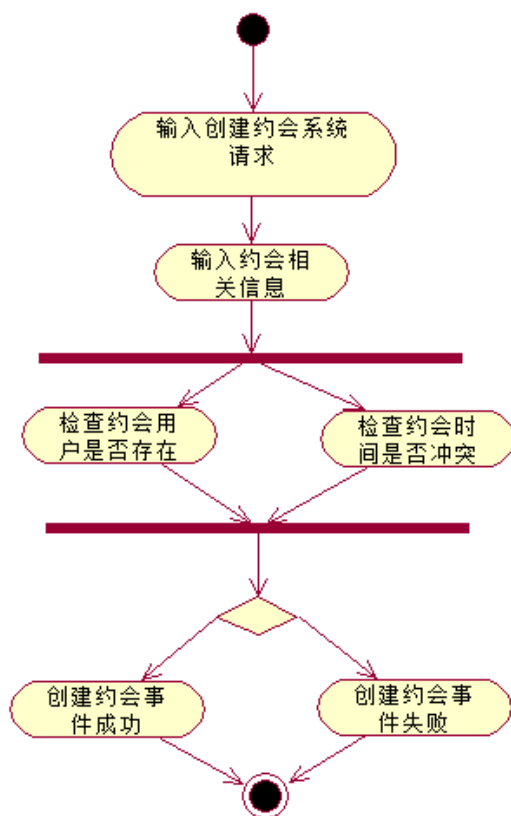 输入创建约会系统
请求
输入约会相
关信息
检查约会用
户是否存在
检查约会时
间是否冲突
创建约会事
件成功
创建约会事
件失败